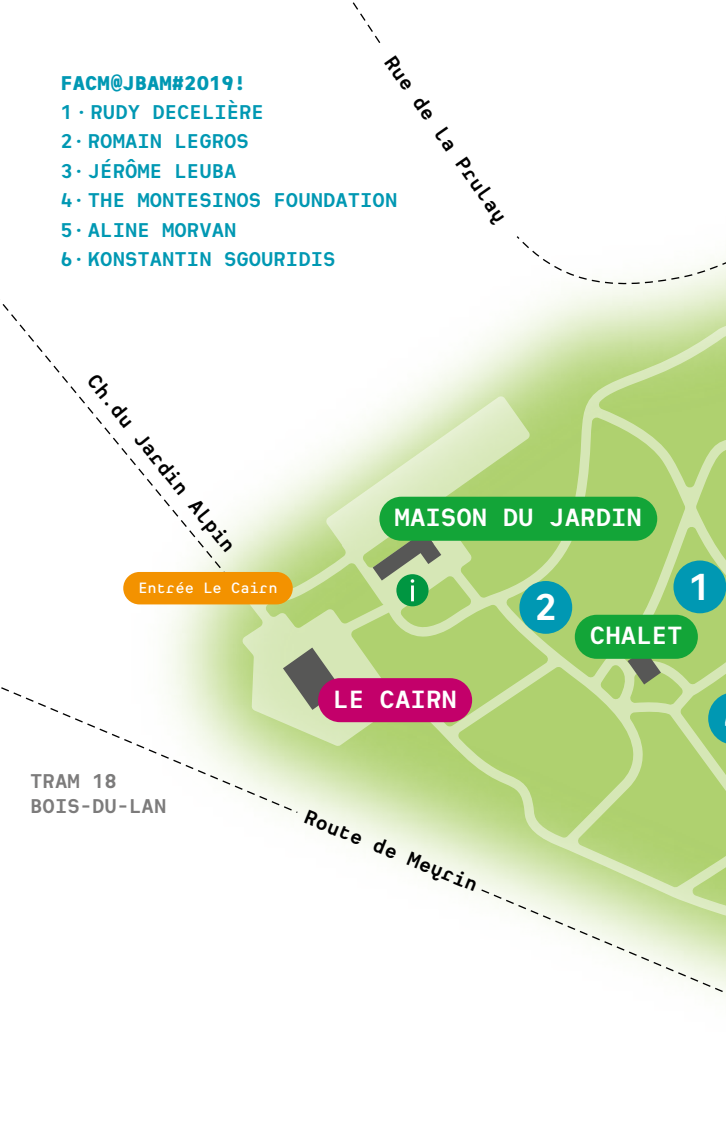 FACM@JBAM#2019!
1· RUDY DECELIÈRE
2· ROMAIN LEGROS
3· JÉRÔME LEUBA
4· THE MONTESINOS FOUNDATION
5· ALINE MORVAN
6· KONSTANTIN SGOURIDIS
Rue de la Prulay
Ch.du Jardin Alpin
MAISON DU JARDIN
i
Entrée Le Cairn
1
2
CHALET
LE CAIRN
TRAM 18
BOIS-DU-LAN
Route de Meyrin